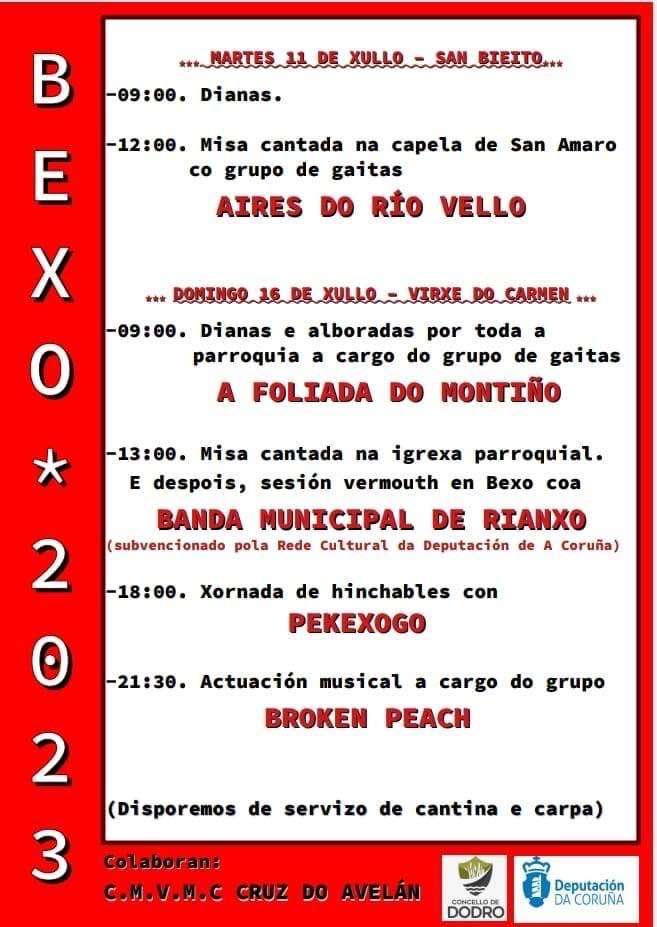 BEXO*2023
*** MARTES 11 DE XULLO – SAN BIEITO***
-09:00. Dianas.
-12:00. Misa cantada na capela de San Amaro
co grupo de gaitas
AIRES DO RÍO VELLO
*** DOMINGO 16 DE XULLO – VIRXE DO CARMEN ***
-09:00. Dianas e alboradas por toda a
parroquia a cargo do grupo de gaitas
A FOLIADA DO MONTIÑO
-13:00. Misa cantada na igrexa parroquial.
E despois, sesión vermouth en Bexo coa
BANDA MUNICIPAL DE RIANXO
(subvencionado pola Rede Cultural da Deputación de A Coruña)
-18:00. Xornada de hinchables con
PEKEXOGO
-21:30. Actuación musical a cargo do grupo
BROKEN PEACH
(Disporemos de servizo de cantina e carpa)
Colaboran:
C.M.V.M.C CRUZ DO AVELÁN
CONCELLO DE
DODRO
Deputación
DA CORUÑA